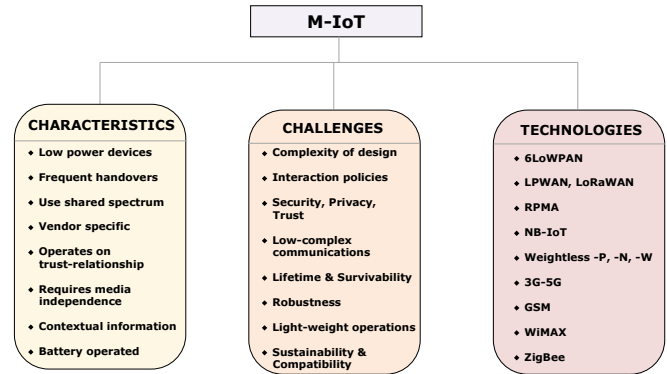 M-IoT
CHARACTERISTICS
Low power devices
Frequent handovers
Use shared spectrum
Vendor specific
Operates on
trust-relationship
Requires media
independence
Contextual information
Battery operated
CHALLENGES
Complexity of design
Interaction policies
Security, Privacy,
Trust
Low-complex
communications
Lifetime & Survivability
Robustness
Light-weight operations
Sustainability &
Compatibility
TECHNOLOGIES
6LoWPAN
LPWAN, LoRaWAN
RPMA
NB-IoT
Weightless -P, -N, -W
3G-5G
GSM
WiMAX
ZigBee